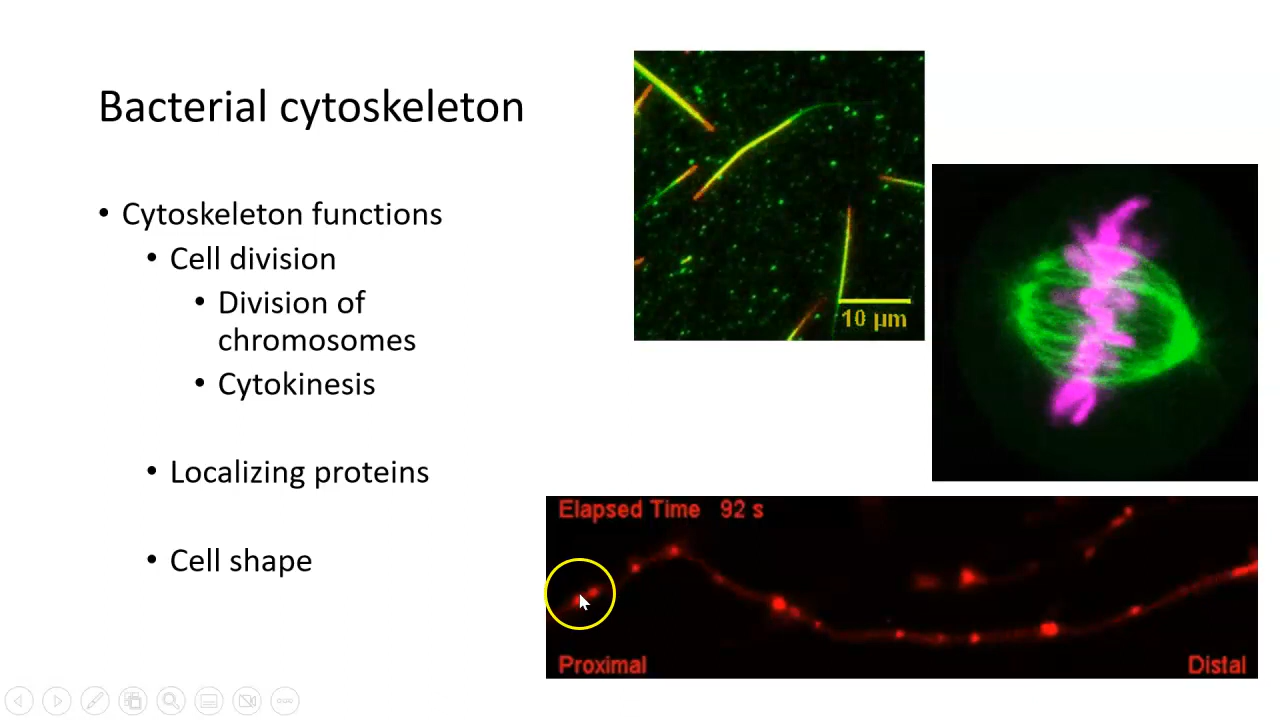 Bacterial cytoskeleton
• Cytoskeleton functions
• Cell division
• Division of
chromosomes
• Cytokinesis
• Localizing proteins
• Cell shape
10 µm
Elapsed Time 92 s
Proximal
Distal